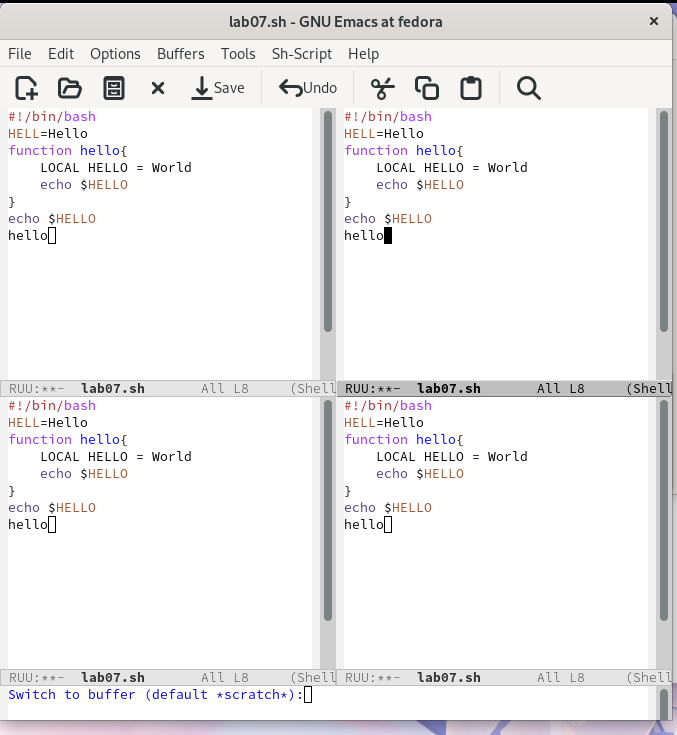 lab07.sh - GNU Emacs at fedora
File Edit Options Buffers Tools Sh-Script Help
Save Undo
#!/bin/bash
HELL=Hello
function hello{
    LOCAL HELLO = World
    echo $HELLO
}
echo $HELLO
hello
RUU:**-  lab07.sh       All L8     (Shell
#!/bin/bash
HELL=Hello
function hello{
    LOCAL HELLO = World
    echo $HELLO
}
echo $HELLO
hello
RUU:**-  lab07.sh       All L8     (Shell
#!/bin/bash
HELL=Hello
function hello{
    LOCAL HELLO = World
    echo $HELLO
}
echo $HELLO
hello
RUU:**-  lab07.sh       All L8     (Shell
#!/bin/bash
HELL=Hello
function hello{
    LOCAL HELLO = World
    echo $HELLO
}
echo $HELLO
hello
RUU:**-  lab07.sh       All L8     (Shell
Switch to buffer (default *scratch*):